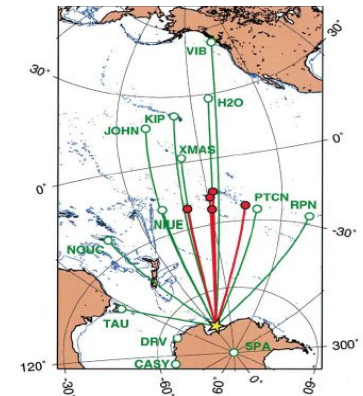 VIB
30°
30°
H2O
KIP
JOHN
XMAS
0°
0°
PTCN
RPN
NIUE
NOUC
-30°
TAU
DRV
SPA
CASY
120°
300°
-30°
-60°
-90°
0°
-60